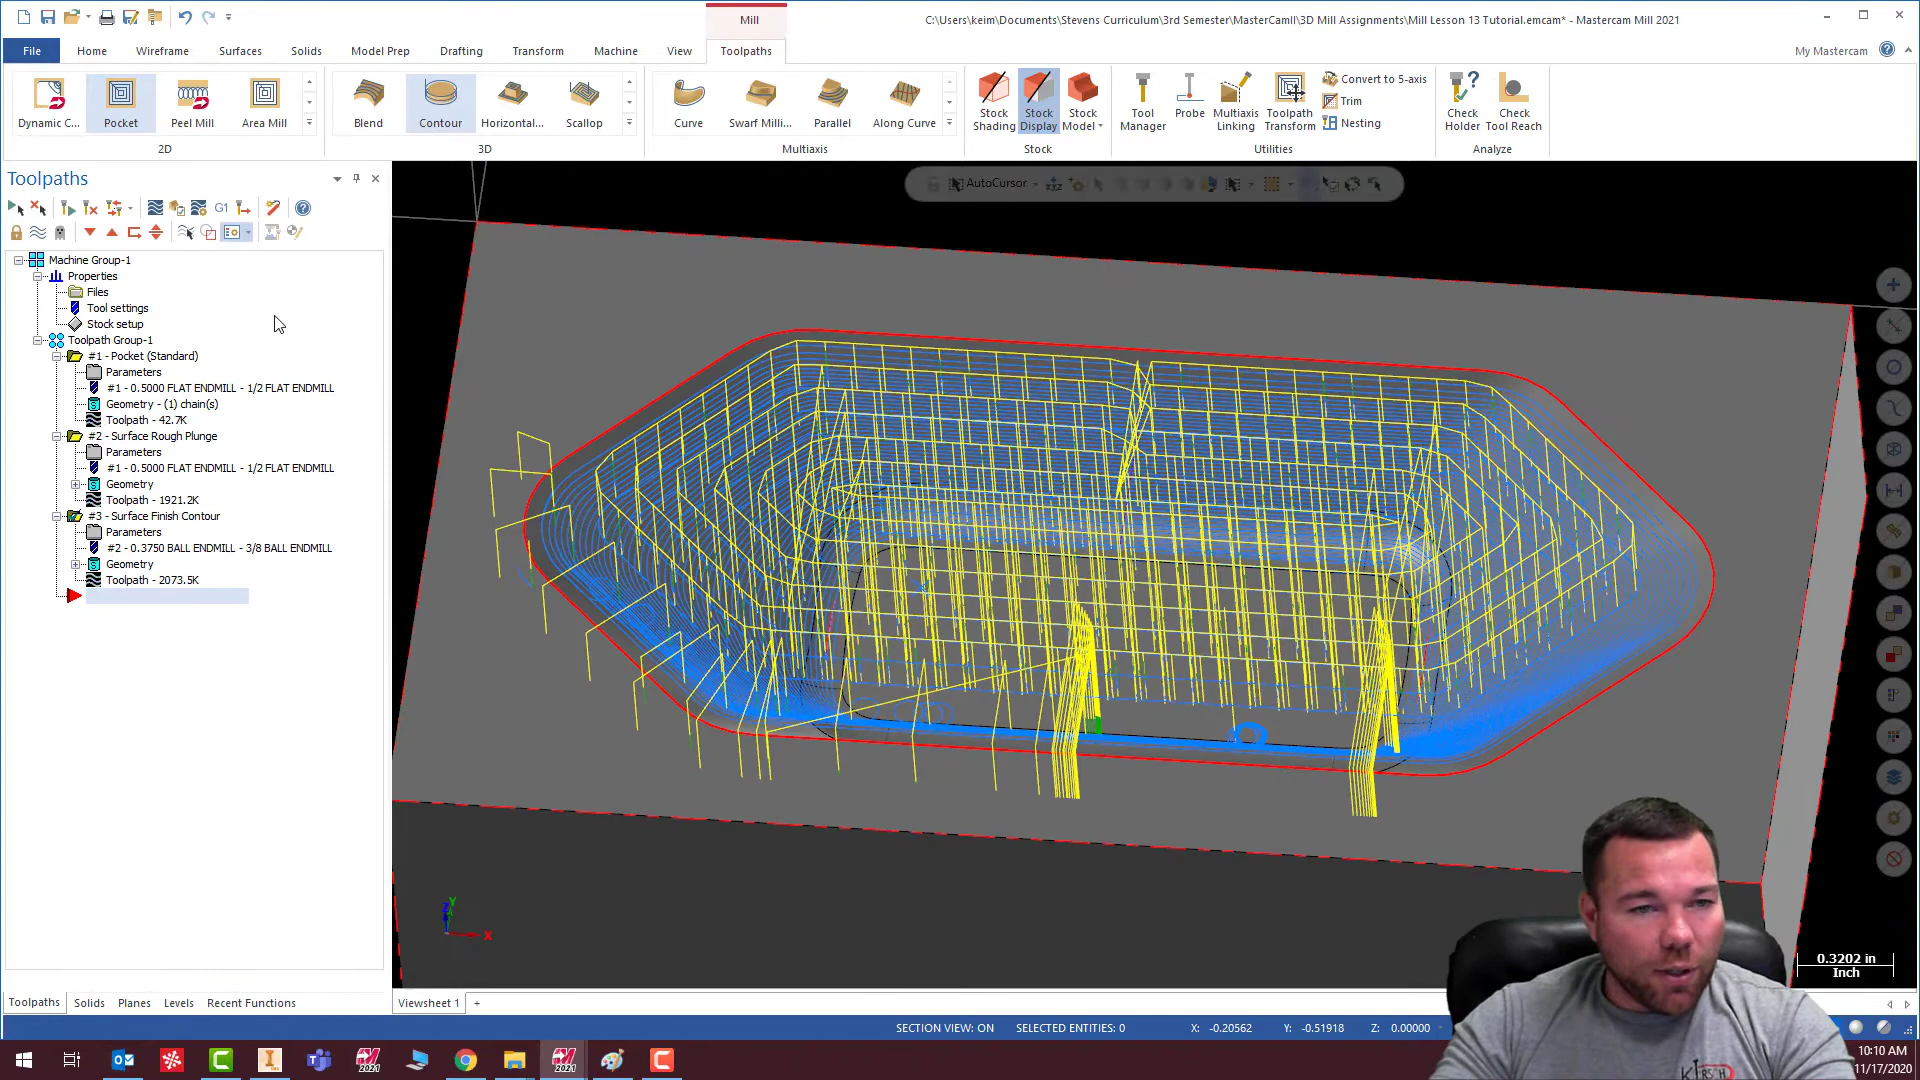 Mill
C:\Users\keim\Documents\Stevens Curriculum\3rd Semester\MasterCamII\3D Mill Assignments\Mill Lesson 13 Tutorial.emcam* - Mastercam Mill 2021
File
Home
Wireframe
Surfaces
Solids
Model Prep
Drafting
Transform
Machine
View
Toolpaths
My Mastercam
Dynamic C...
Pocket
Peel Mill
Area Mill
2D
Blend
Contour
Horizontal...
Scallop
3D
Curve
Swarf Milli...
Parallel
Along Curve
Multiaxis
Stock Shading
Stock Display
Stock Model
Stock
Tool Manager
Probe
Multiaxis Linking
Toolpath Transform
Convert to 5-axis
Trim
Nesting
Utilities
Check Holder
Check Tool Reach
Analyze
Toolpaths
AutoCursor
G1
Machine Group-1
Properties
Files
Tool settings
Stock setup
Toolpath Group-1
#1 - Pocket (Standard)
Parameters
#1 - 0.5000 FLAT ENDMILL - 1/2 FLAT ENDMILL
Geometry - (1) chain(s)
Toolpath - 42.7K
#2 - Surface Rough Plunge
Parameters
#1 - 0.5000 FLAT ENDMILL - 1/2 FLAT ENDMILL
Geometry
Toolpath - 1921.2K
#3 - Surface Finish Contour
Parameters
#2 - 0.3750 BALL ENDMILL - 3/8 BALL ENDMILL
Geometry
Toolpath - 2073.5K
Z Y
X
0.3202 in
Inch
Toolpaths
Solids
Planes
Levels
Recent Functions
Viewsheet 1
+
SECTION VIEW: ON
SELECTED ENTITIES: 0
X: -0.20562
Y: -0.51918
Z: 0.00000
2021
2021
10:10 AM
11/17/2020